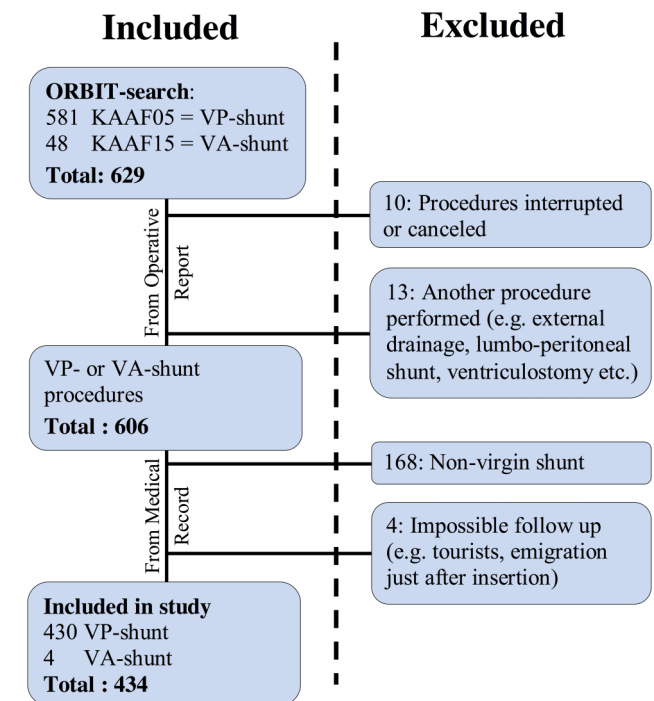 Included
Excluded
ORBIT-search:
581 KAAF05 = VP-shunt
48 KAAF15 = VA-shunt
Total: 629
From Operative
Report
10: Procedures interrupted
or canceled
13: Another procedure
performed (e.g. external
drainage, lumbo-peritoneal
shunt, ventriculostomy etc.)
VP- or VA-shunt
procedures
Total : 606
From Medical
Record
168: Non-virgin shunt
4: Impossible follow up
(e.g. tourists, emigration
just after insertion)
Included in study
430 VP-shunt
4 VA-shunt
Total : 434